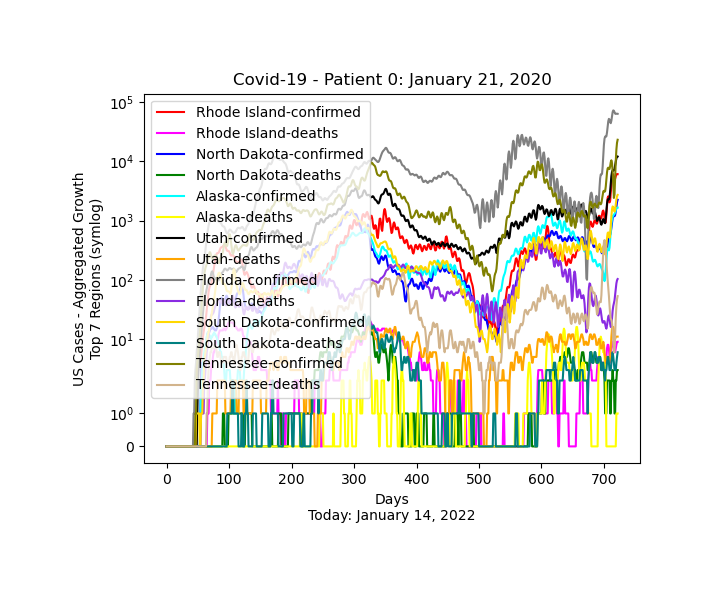 Covid-19 - Patient 0: January 21, 2020
US Cases - Aggregated Growth
Top 7 Regions (symlog)
10^5
10^4
10^3
10^2
10^1
10^0
0
Rhode Island-confirmed
Rhode Island-deaths
North Dakota-confirmed
North Dakota-deaths
Alaska-confirmed
Alaska-deaths
Utah-confirmed
Utah-deaths
Florida-confirmed
Florida-deaths
South Dakota-confirmed
South Dakota-deaths
Tennessee-confirmed
Tennessee-deaths
0 100 200 300 400 500 600 700
Days
Today: January 14, 2022